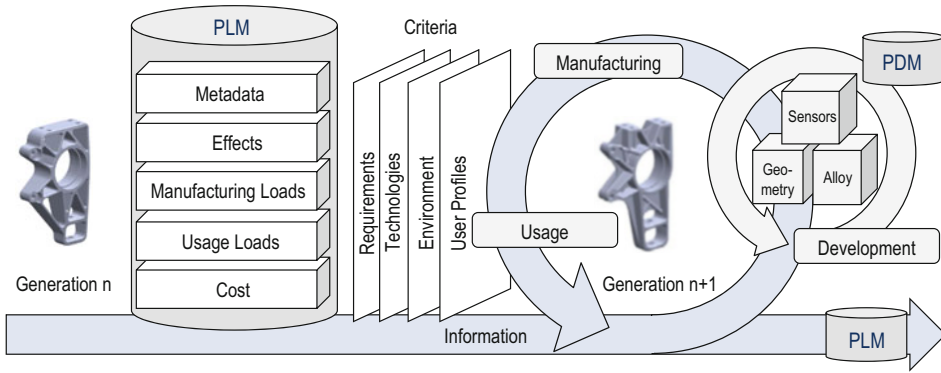 PLM
Metadata
Effects
Manufacturing Loads
Usage Loads
Cost
Generation n
Criteria
Requirements
Technologies
Environment
User Profiles
Manufacturing
Usage
Generation n+1
PDM
Sensors
Geo-
metry
Alloy
Development
Information
PLM